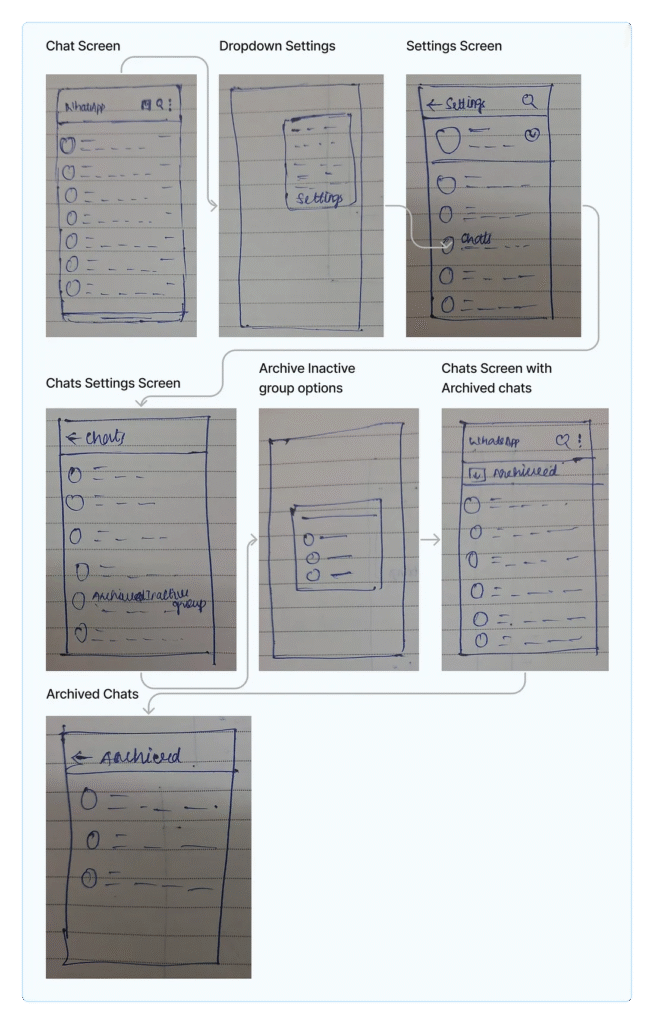 Chat Screen
Dropdown Settings
Settings Screen
WhatsApp
Settings
← Settings
Chats
Chats Settings Screen
Archive Inactive
group options
Chats Screen with
Archived chats
← Chats
Archived Inactive
group
WhatsApp
Archived
Archived Chats
← Archived